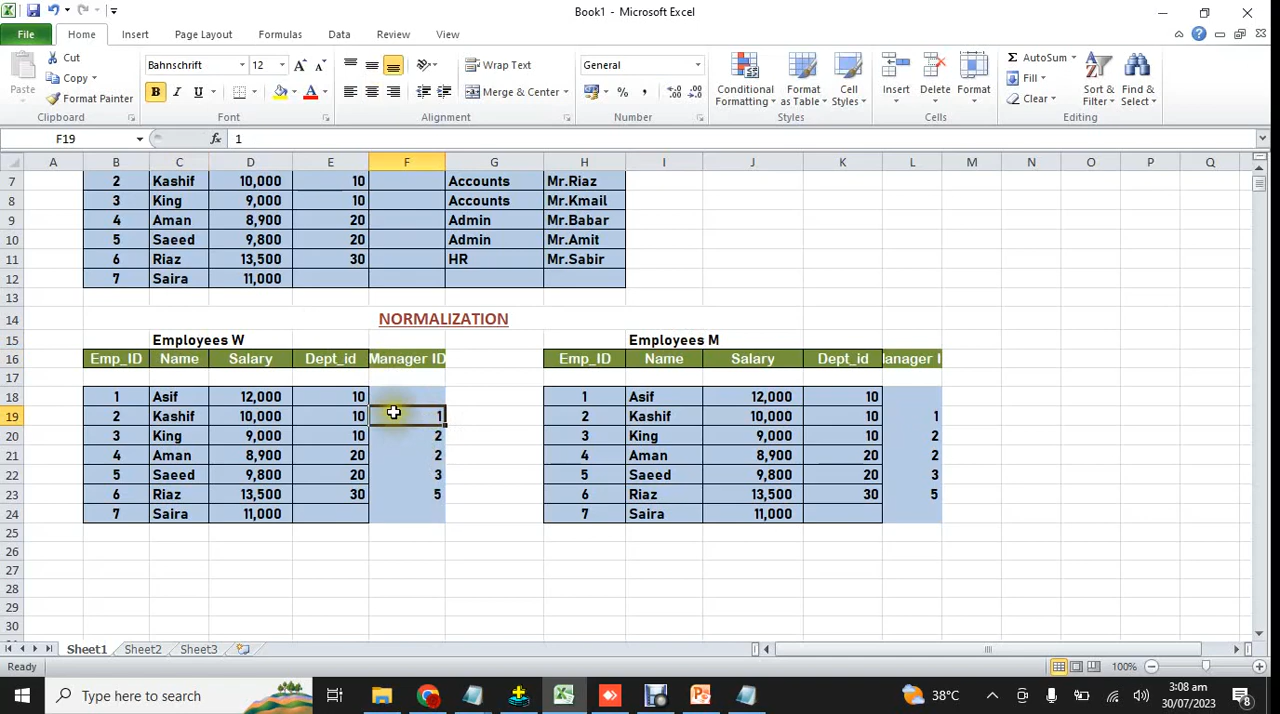 Book1 - Microsoft Excel
File Home Insert Page Layout Formulas Data Review View
Paste
Cut
Copy
Format Painter
Clipboard
Bahnschrift 12
Font
Wrap Text
Merge & Center
Alignment
General
Number
Conditional Formatting
Format as Table
Cell Styles
Styles
Insert
Delete
Format
Cells
AutoSum
Fill
Clear
Sort & Filter
Find & Select
Editing
F19 fx 1
A B C D E F G H I J K L M N O P Q
7 2 Kashif 10,000 10 Accounts Mr.Riaz
8 3 King 9,000 10 Accounts Mr.Kmail
9 4 Aman 8,900 20 Admin Mr.Babar
10 5 Saeed 9,800 20 Admin Mr.Amit
11 6 Riaz 13,500 30 HR Mr.Sabir
12 7 Saira 11,000
13
14 NORMALIZATION
15 Employees W Employees M
16 Emp_ID Name Salary Dept_id Manager ID Emp_ID Name Salary Dept_id lanager I
17
18 1 Asif 12,000 10 1 Asif 12,000 10
19 2 Kashif 10,000 10 1 2 Kashif 10,000 10 1
20 3 King 9,000 10 2 3 King 9,000 10 2
21 4 Aman 8,900 20 2 4 Aman 8,900 20 2
22 5 Saeed 9,800 20 3 5 Saeed 9,800 20 3
23 6 Riaz 13,500 30 5 6 Riaz 13,500 30 5
24 7 Saira 11,000 7 Saira 11,000
25
26
27
28
29
30
Sheet1 Sheet2 Sheet3
Ready 100%
Type here to search 38°C 3:08 am
30/07/2023 8